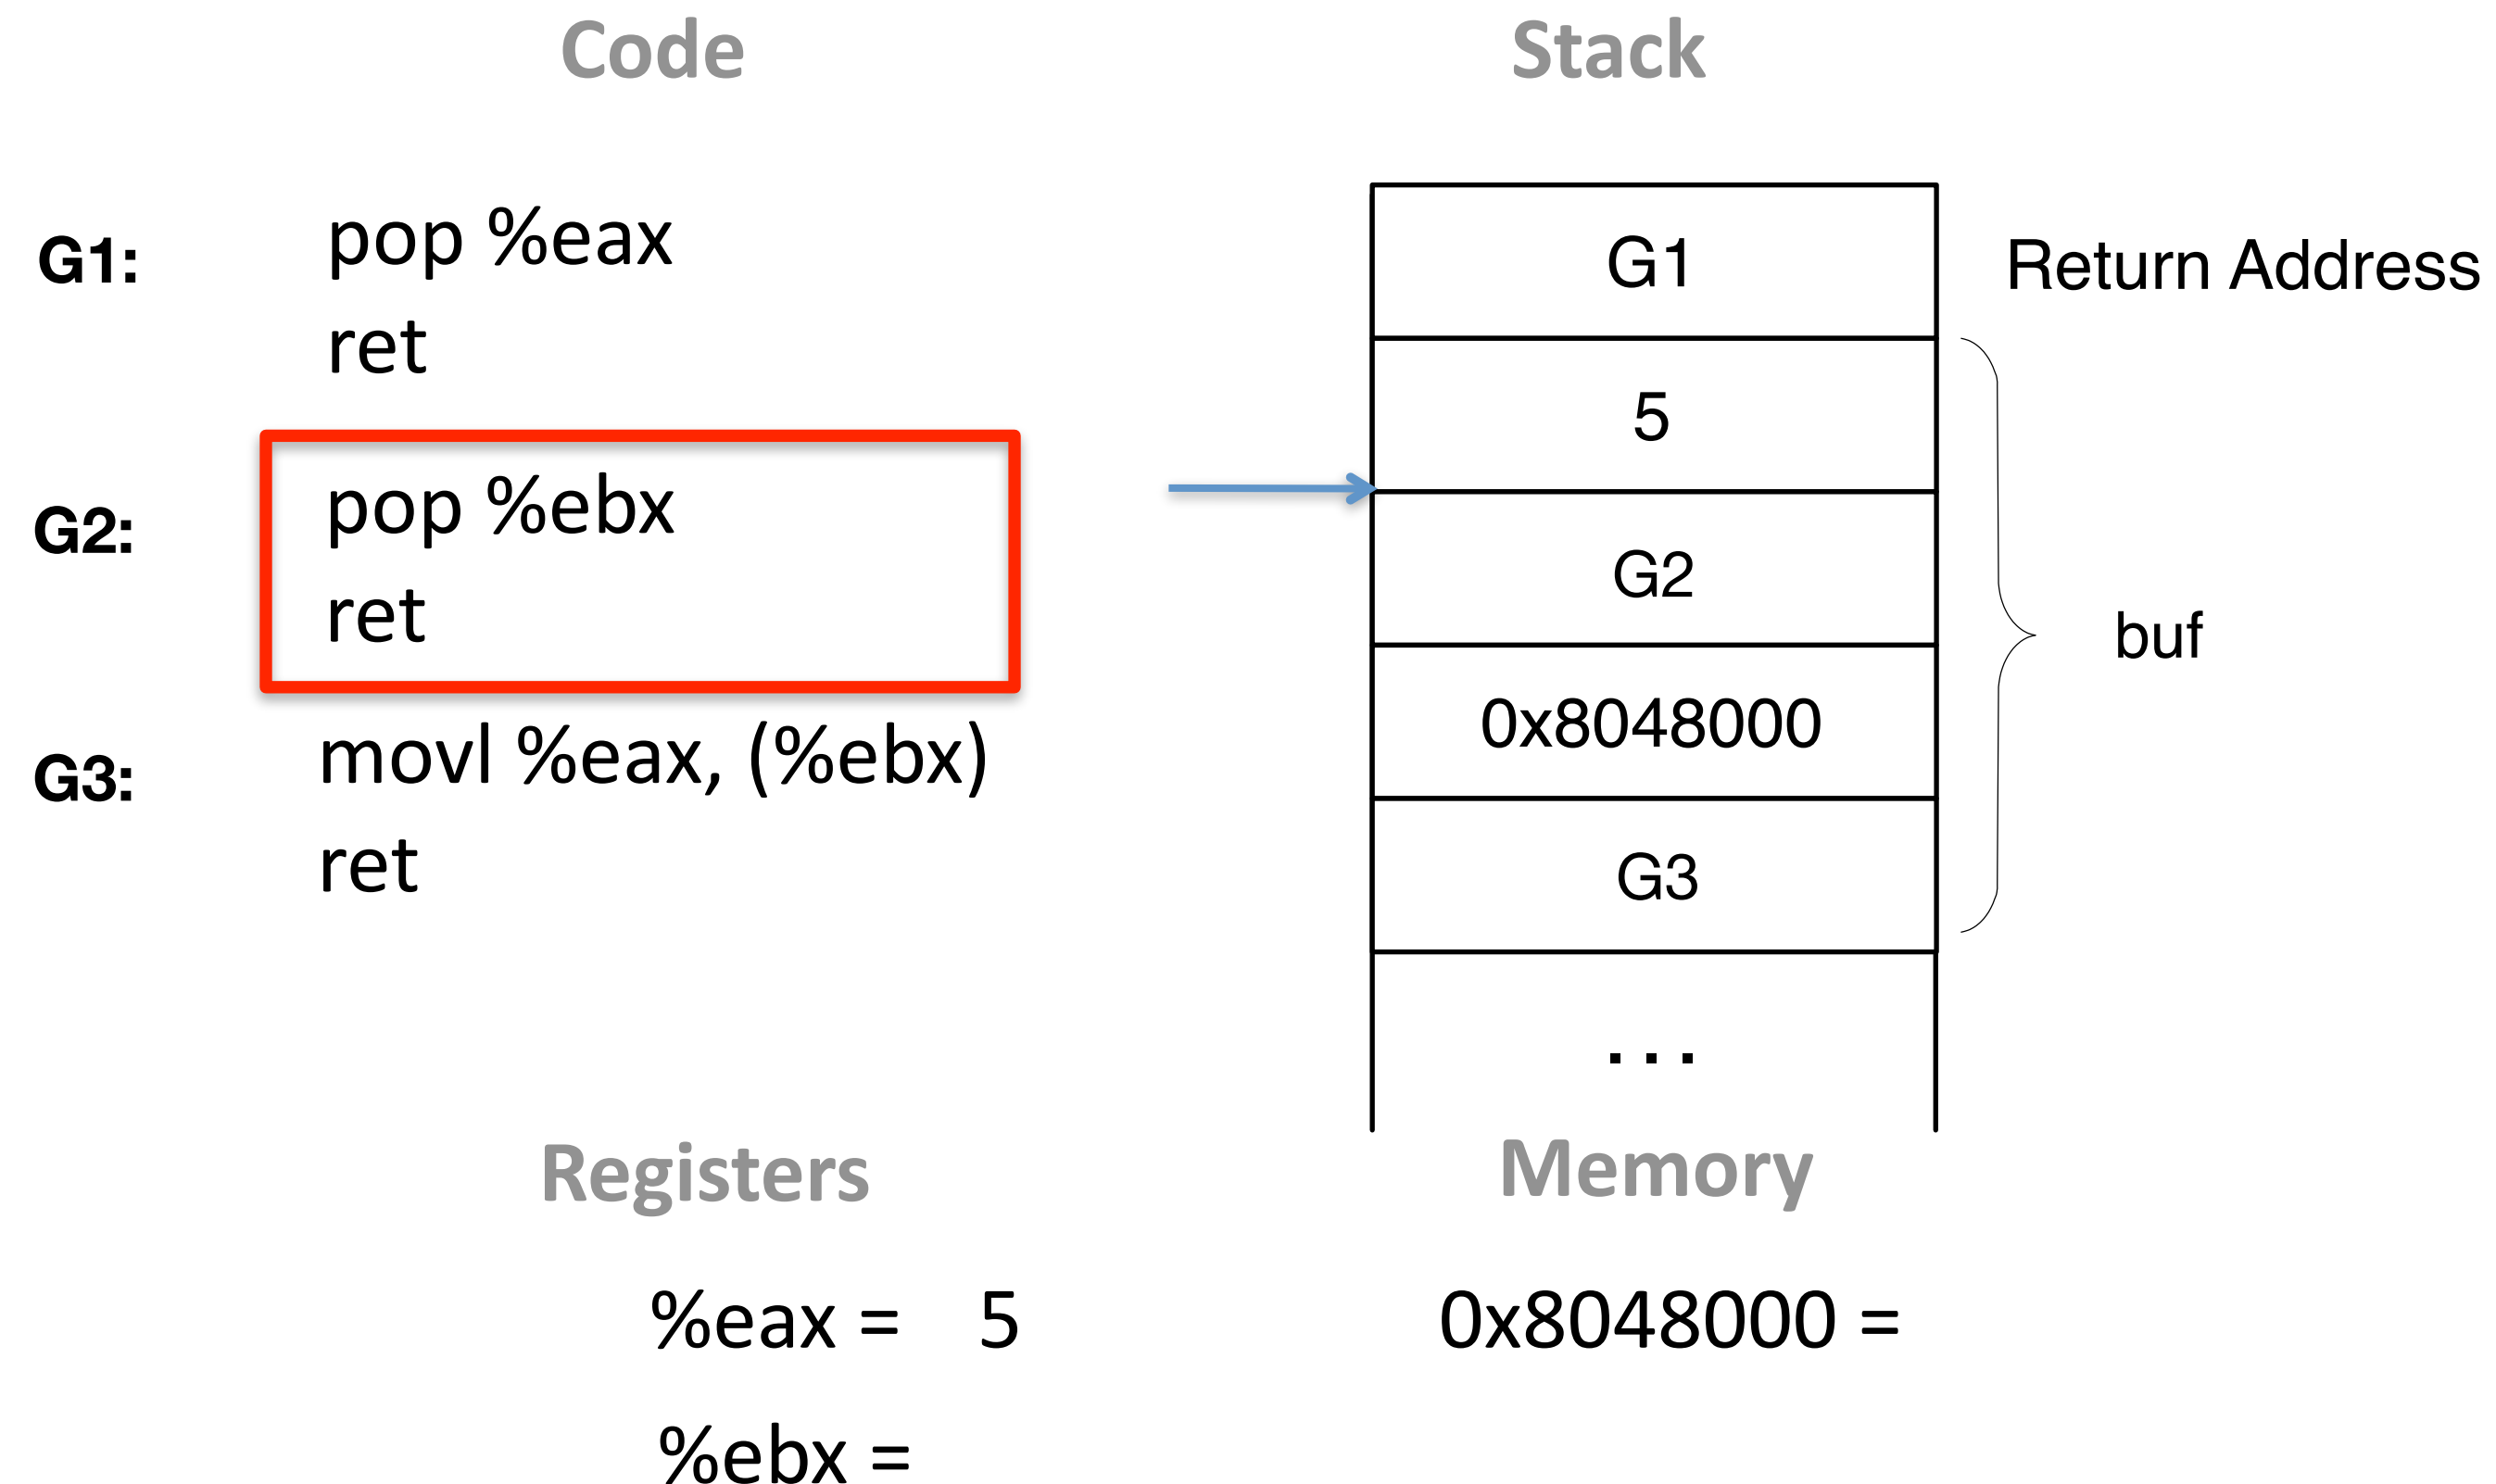 Code
G1: pop %eax
ret
G2: pop %ebx
ret
G3: movl %eax, (%ebx)
ret
Stack
G1 Return Address
5
G2
buf
0x8048000
G3
...
Registers
%eax = 5
%ebx =
Memory
0x8048000 =